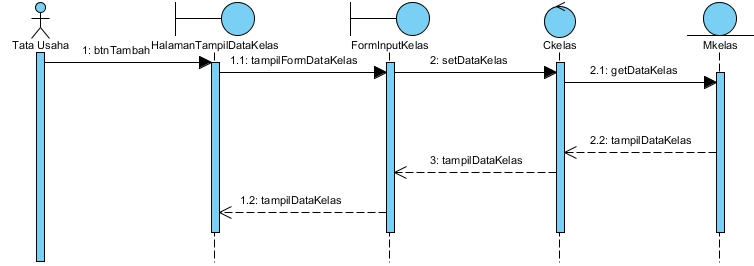 Tata Usaha
HalamanTampilDataKelas
FormInputKelas
Ckelas
Mkelas
1: btnTambah
1.1: tampilFormDataKelas
2: setDataKelas
2.1: getDataKelas
2.2: tampilDataKelas
3: tampilDataKelas
1.2: tampilDataKelas